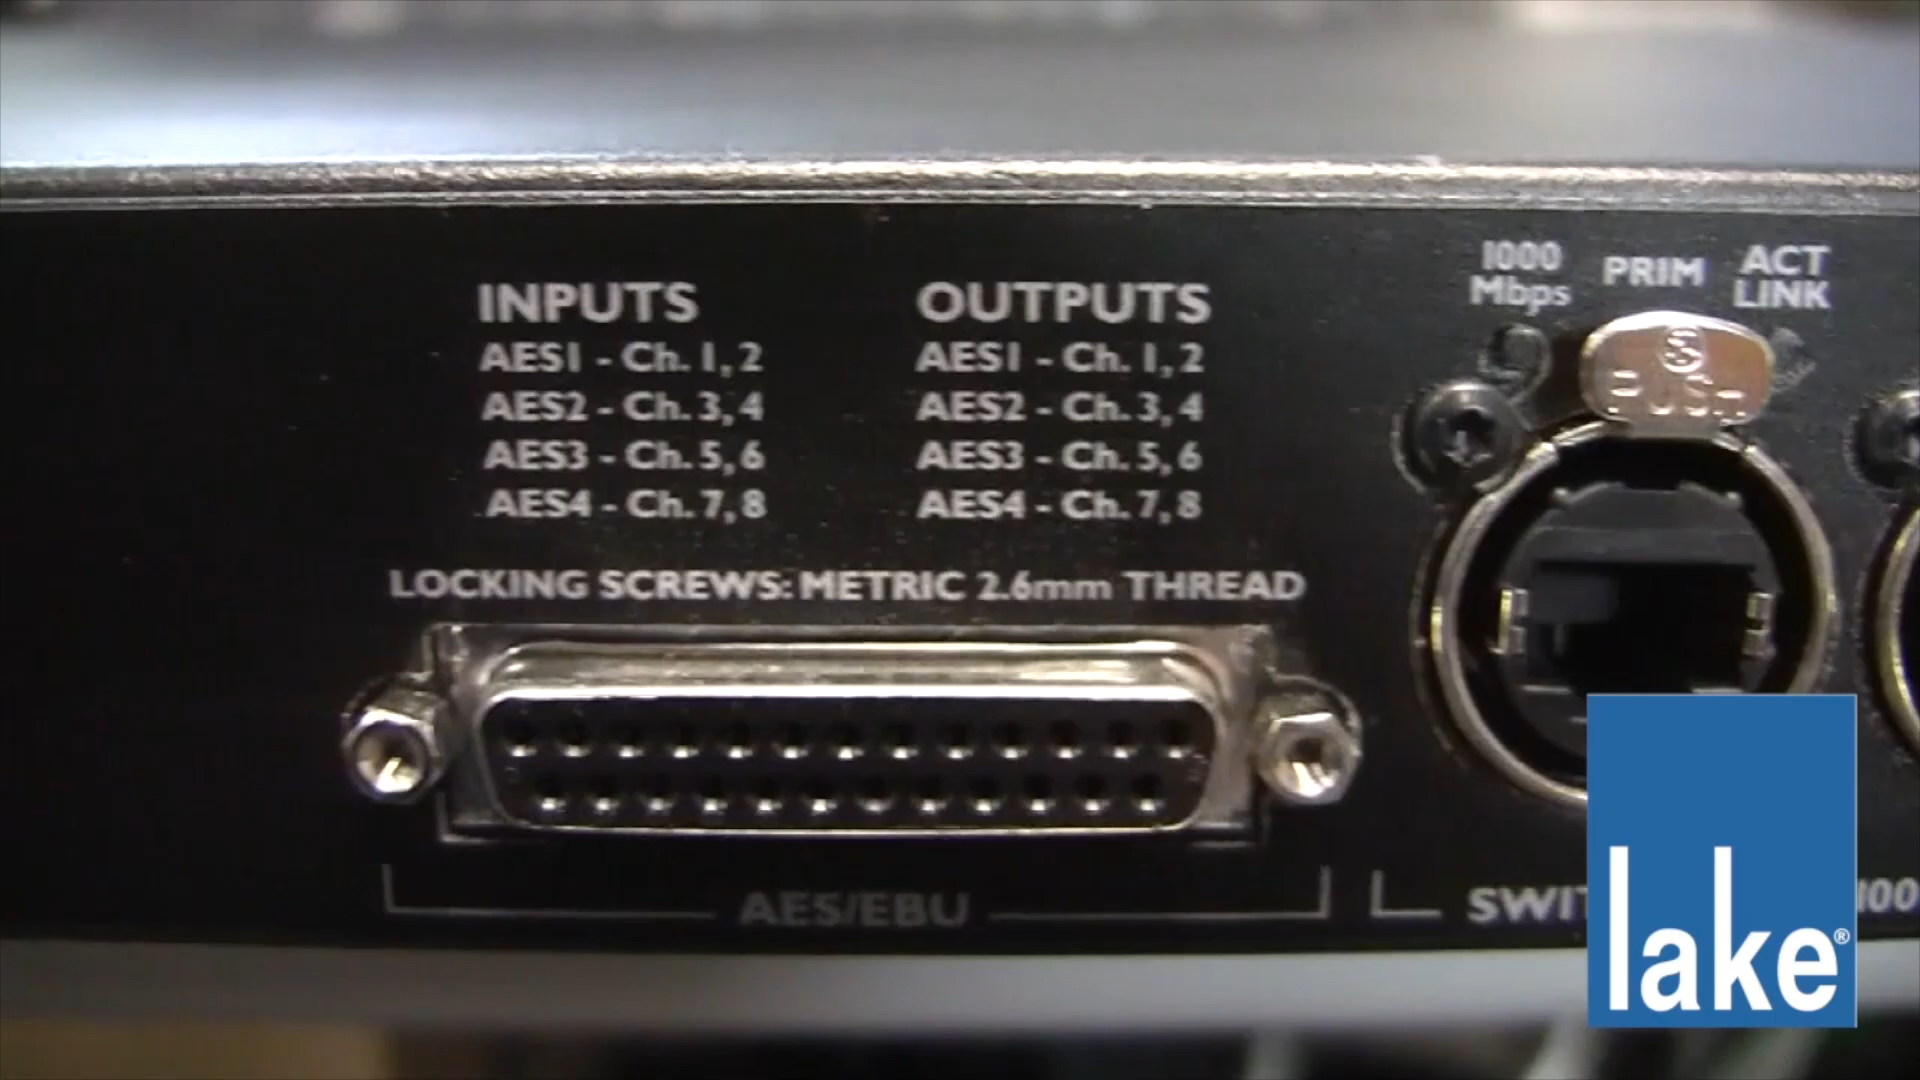 INPUTS
AES1 - Ch. 1, 2
AES2 - Ch. 3, 4
AES3 - Ch. 5, 6
AES4 - Ch. 7, 8
OUTPUTS
AES1 - Ch. 1, 2
AES2 - Ch. 3, 4
AES3 - Ch. 5, 6
AES4 - Ch. 7, 8
LOCKING SCREWS: METRIC 2.6mm THREAD
AES/EBU
1000
Mbps
PRIM
ACT
LINK
PUSH
lake®